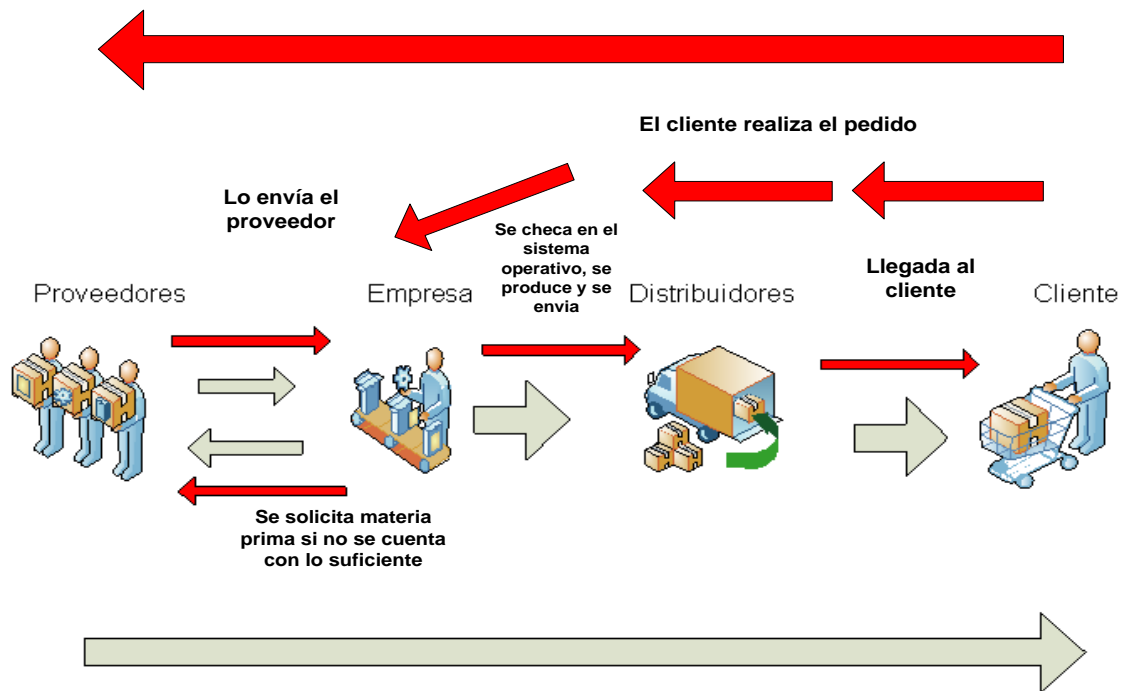 El cliente realiza el pedido
Lo envía el
proveedor
Se checa en el
sistema
operativo, se
produce y se
envia
Llegada al
cliente
Proveedores
Empresa
Distribuidores
Cliente
Se solicita materia
prima si no se cuenta
con lo suficiente